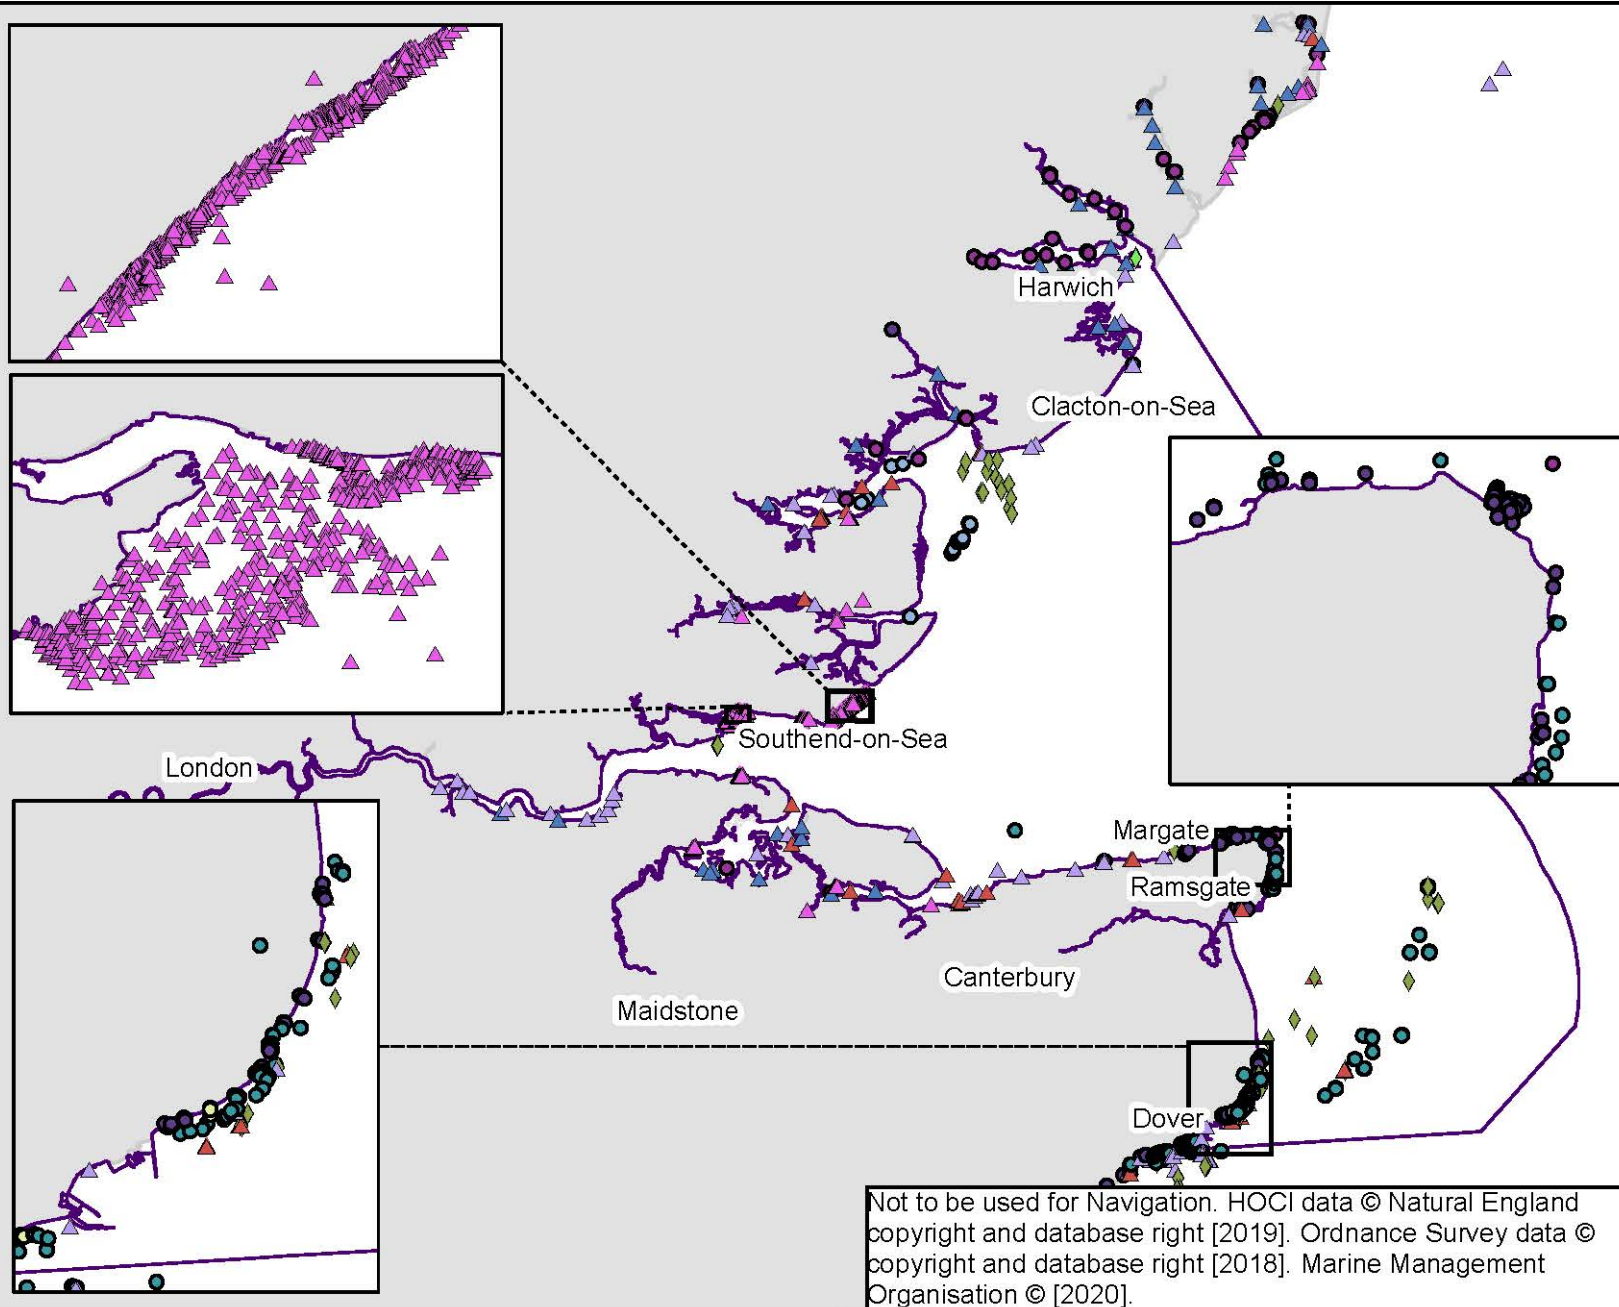 Harwich
Clacton-on-Sea
Southend-on-Sea
London
Margate
Ramsgate
Canterbury
Maidstone
Dover
Not to be used for Navigation. HOCI data © Natural England
copyright and database right [2019]. Ordnance Survey data ©
copyright and database right [2018]. Marine Management
Organisation © [2020].